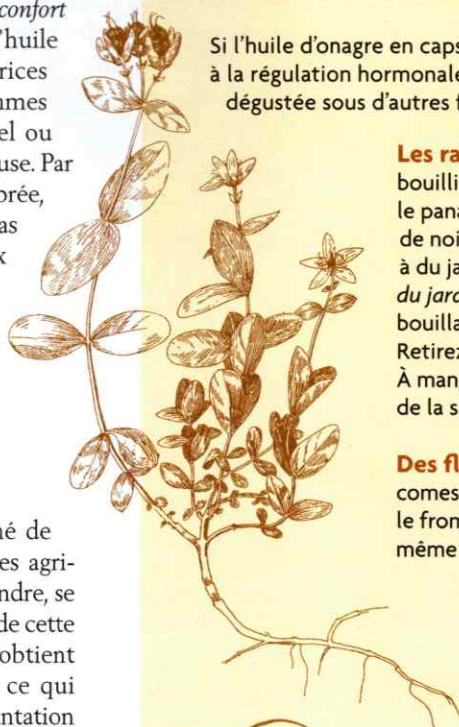 confort
'huile
rices
mmes
el ou
use. Par
brée,
as
x
é de
es agri-
ndre, se
de cette
obtient
ce qui
ntation
Si l'huile d'onagre en caps
à la régulation hormonale
dégustée sous d'autres f
Les ra
bouilli
le pana
de noi
à du ja
du jard
bouilla
Retirez
À man
de la s
Des fl
comes
le from
même